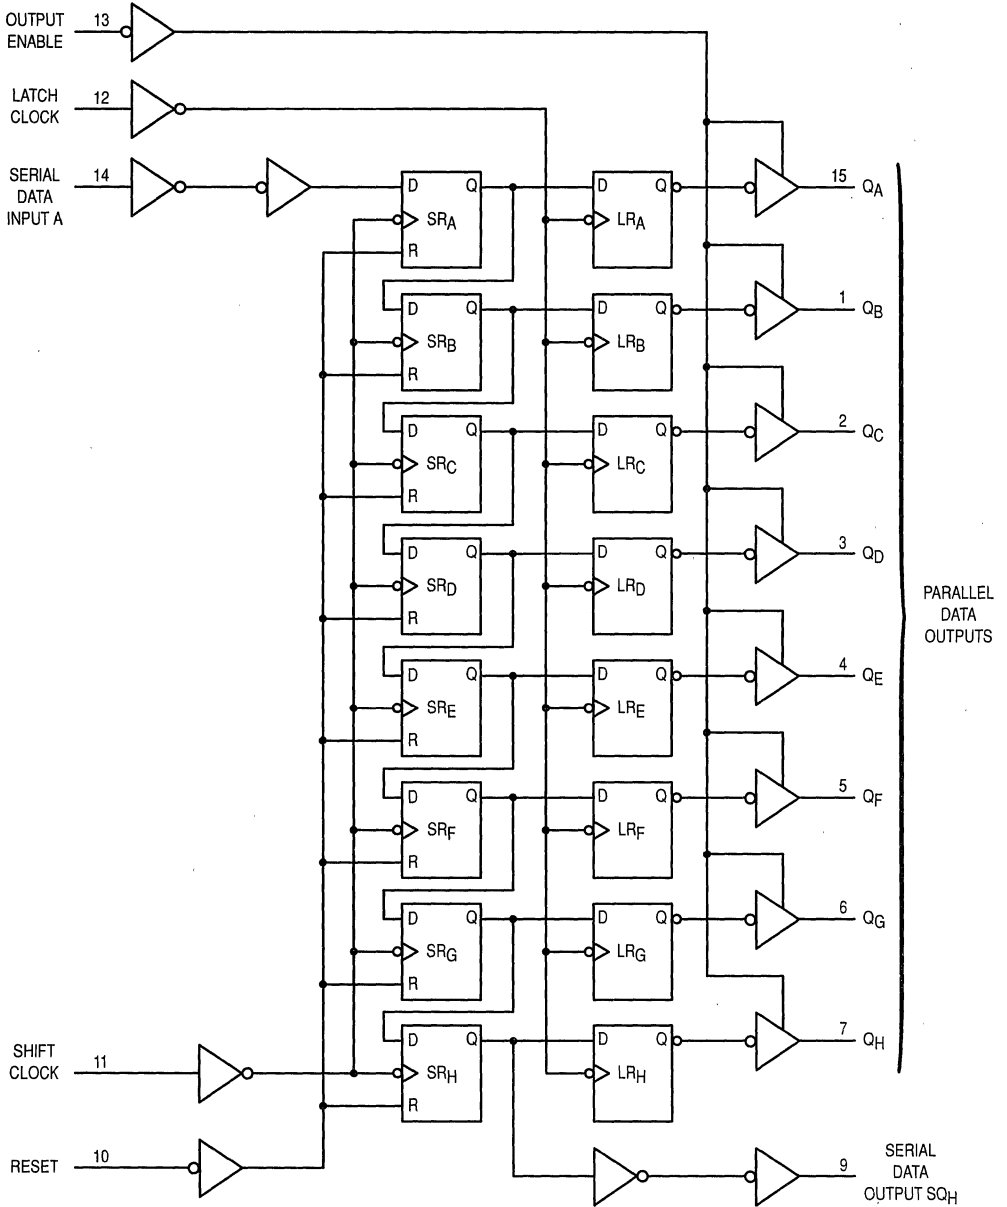 OUTPUT
ENABLE
13
LATCH
CLOCK
12
SERIAL
DATA
INPUT A
14
D Q
SRA
R
D Q
LRA
15 QA
D Q
SRB
R
D Q
LRB
1 QB
D Q
SRC
R
D Q
LRC
2 QC
D Q
SRD
R
D Q
LRD
3 QD
D Q
SRE
R
D Q
LRE
4 QE
D Q
SRF
R
D Q
LRF
5 QF
D Q
SRG
R
D Q
LRG
6 QG
D Q
SRH
R
D Q
LRH
7 QH
PARALLEL
DATA
OUTPUTS
SHIFT
CLOCK
11
RESET
10
9
SERIAL
DATA
OUTPUT SQH